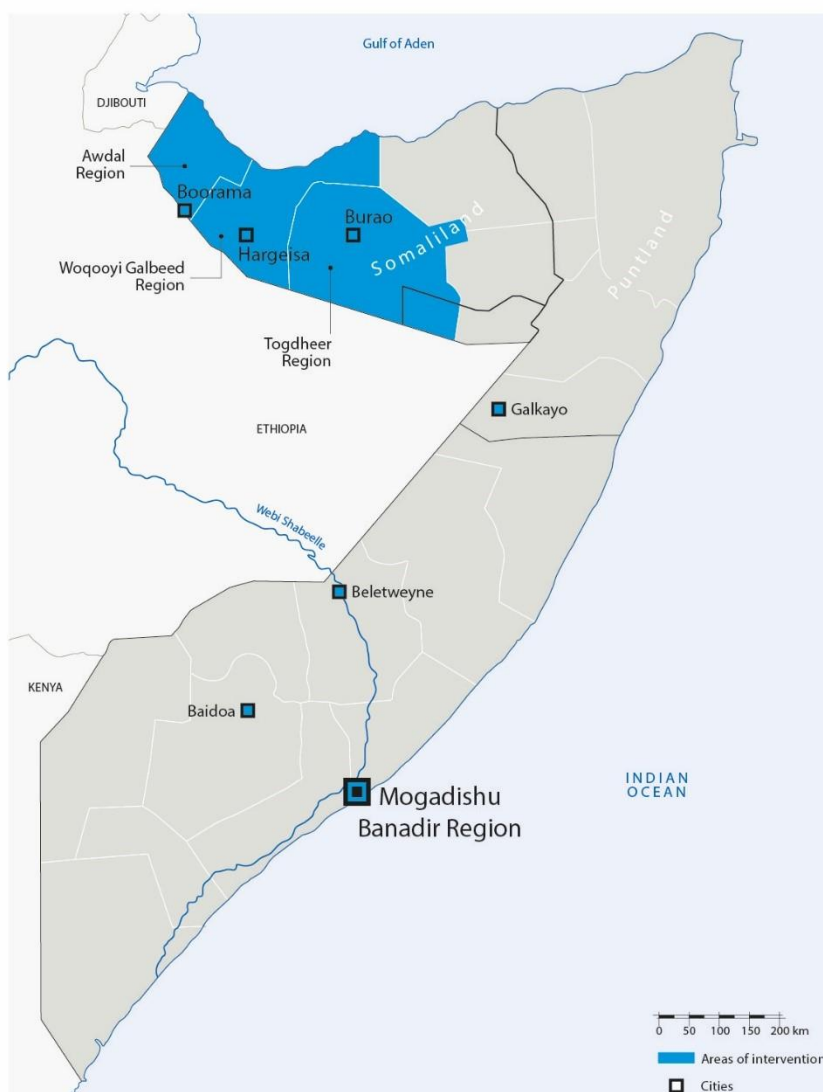 Gulf of Aden
DJIBOUTI
Awdal
Region
Boorama
Burao
Hargeisa
Somaliland
Puntland
Woqooyi Galbeed
Region
Togdheer
Region
Galkayo
ETHIOPIA
Webi Shabeelle
Beletweyne
KENYA
Baidoa
INDIAN
OCEAN
Mogadishu
Banadir Region
0 50 100 150 200 km
Areas of intervention
Cities